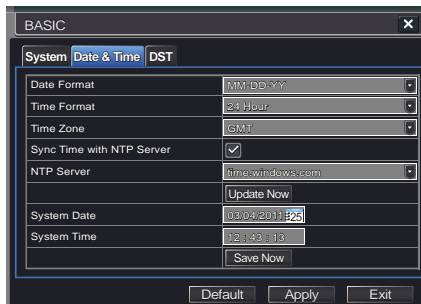 BASIC
System Date & Time DST
Date Format MM-DD-YY
Time Format 24 Hour
Time Zone GMT
Sync Time with NTP Server
NTP Server time.windows.com
Update Now
System Date 03/04/2011 25
System Time 12 : 43 : 13
Save Now
Default Apply Exit